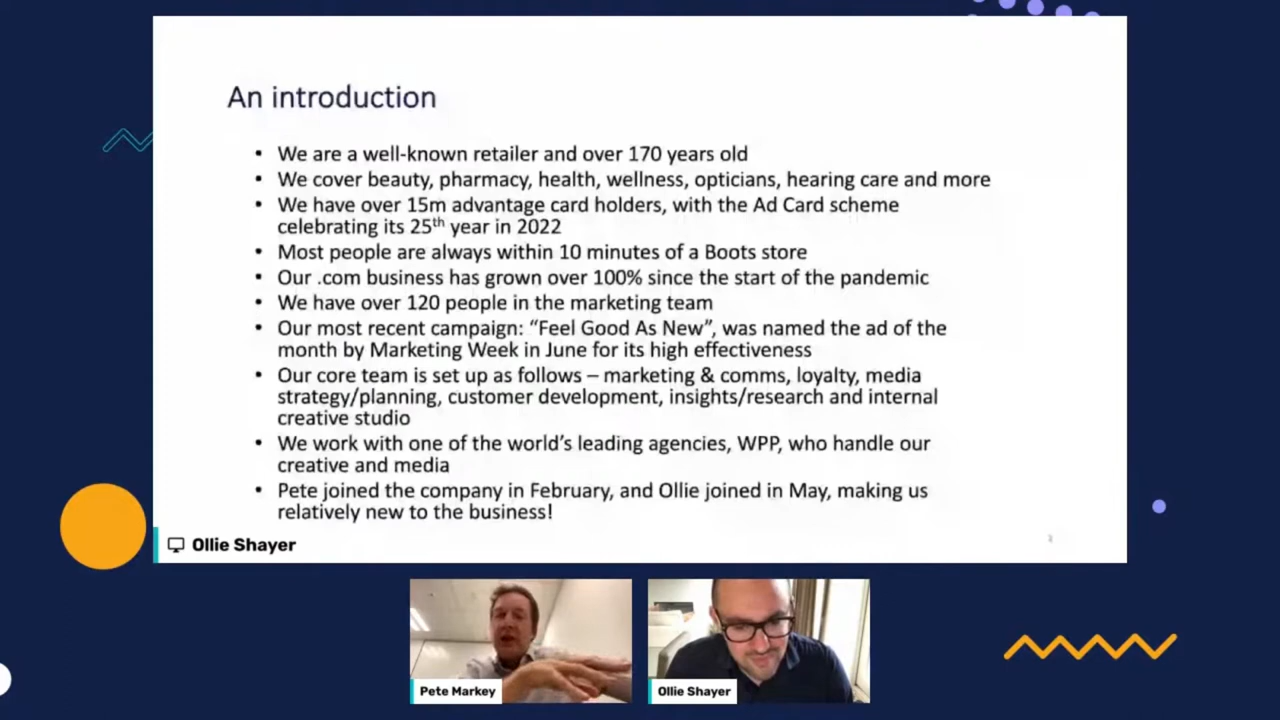 An introduction
• We are a well-known retailer and over 170 years old
• We cover beauty, pharmacy, health, wellness, opticians, hearing care and more
• We have over 15m advantage card holders, with the Ad Card scheme
celebrating its 25th year in 2022
• Most people are always within 10 minutes of a Boots store
• Our .com business has grown over 100% since the start of the pandemic
• We have over 120 people in the marketing team
• Our most recent campaign: “Feel Good As New”, was named the ad of the
month by Marketing Week in June for its high effectiveness
• Our core team is set up as follows – marketing & comms, loyalty, media
strategy/planning, customer development, insights/research and internal
creative studio
• We work with one of the world’s leading agencies, WPP, who handle our
creative and media
• Pete joined the company in February, and Ollie joined in May, making us
relatively new to the business!
Ollie Shayer
Pete Markey
Ollie Shayer